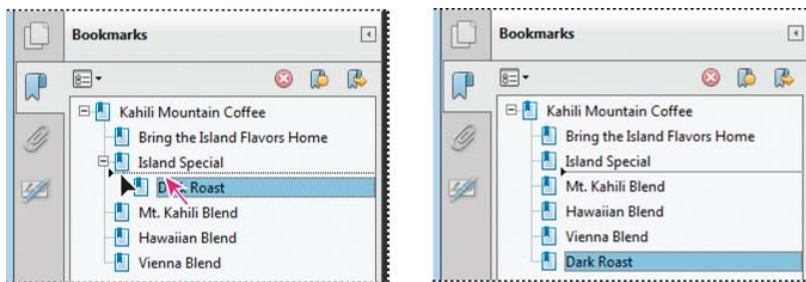 Bookmarks
Kahili Mountain Coffee
Bring the Island Flavors Home
Island Special
Roast
Mt. Kahili Blend
Hawaiian Blend
Vienna Blend
Bookmarks
Kahili Mountain Coffee
Bring the Island Flavors Home
Island Special
Mt. Kahili Blend
Hawaiian Blend
Vienna Blend
Dark Roast